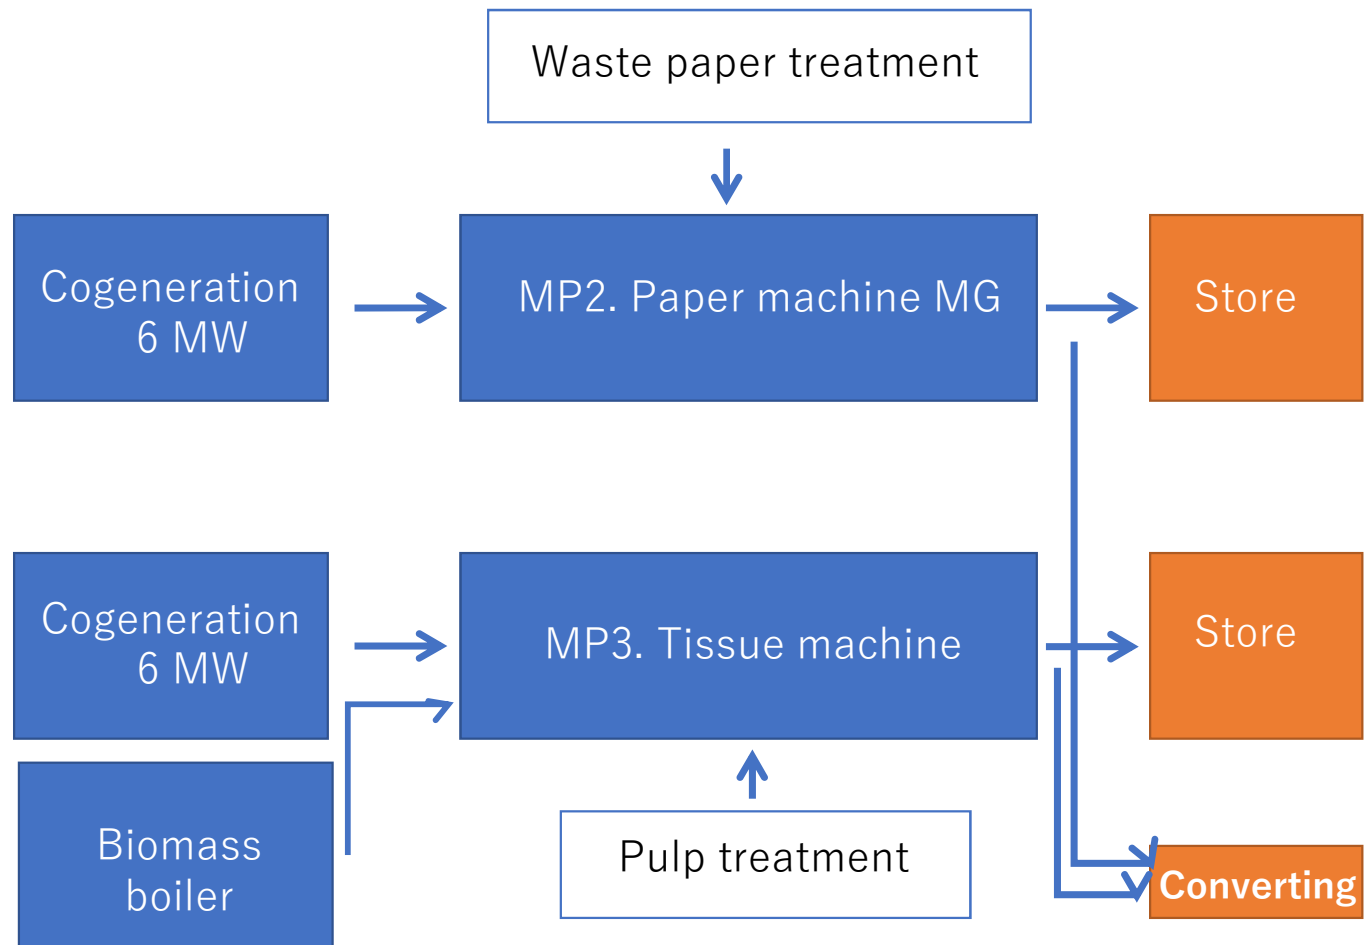 Waste paper treatment
Cogeneration
6 MW
MP2. Paper machine MG
Store
Cogeneration
6 MW
MP3. Tissue machine
Store
Biomass
boiler
Pulp treatment
Converting